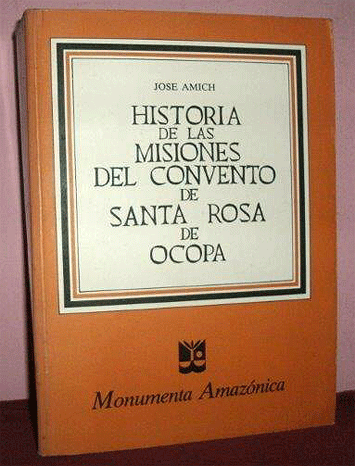 JOSE AMICH
HISTORIA
DE LAS
MISIONES
DEL CONVENTO
DE
SANTA ROSA
DE
OCOPA
Monumenta Amazónica